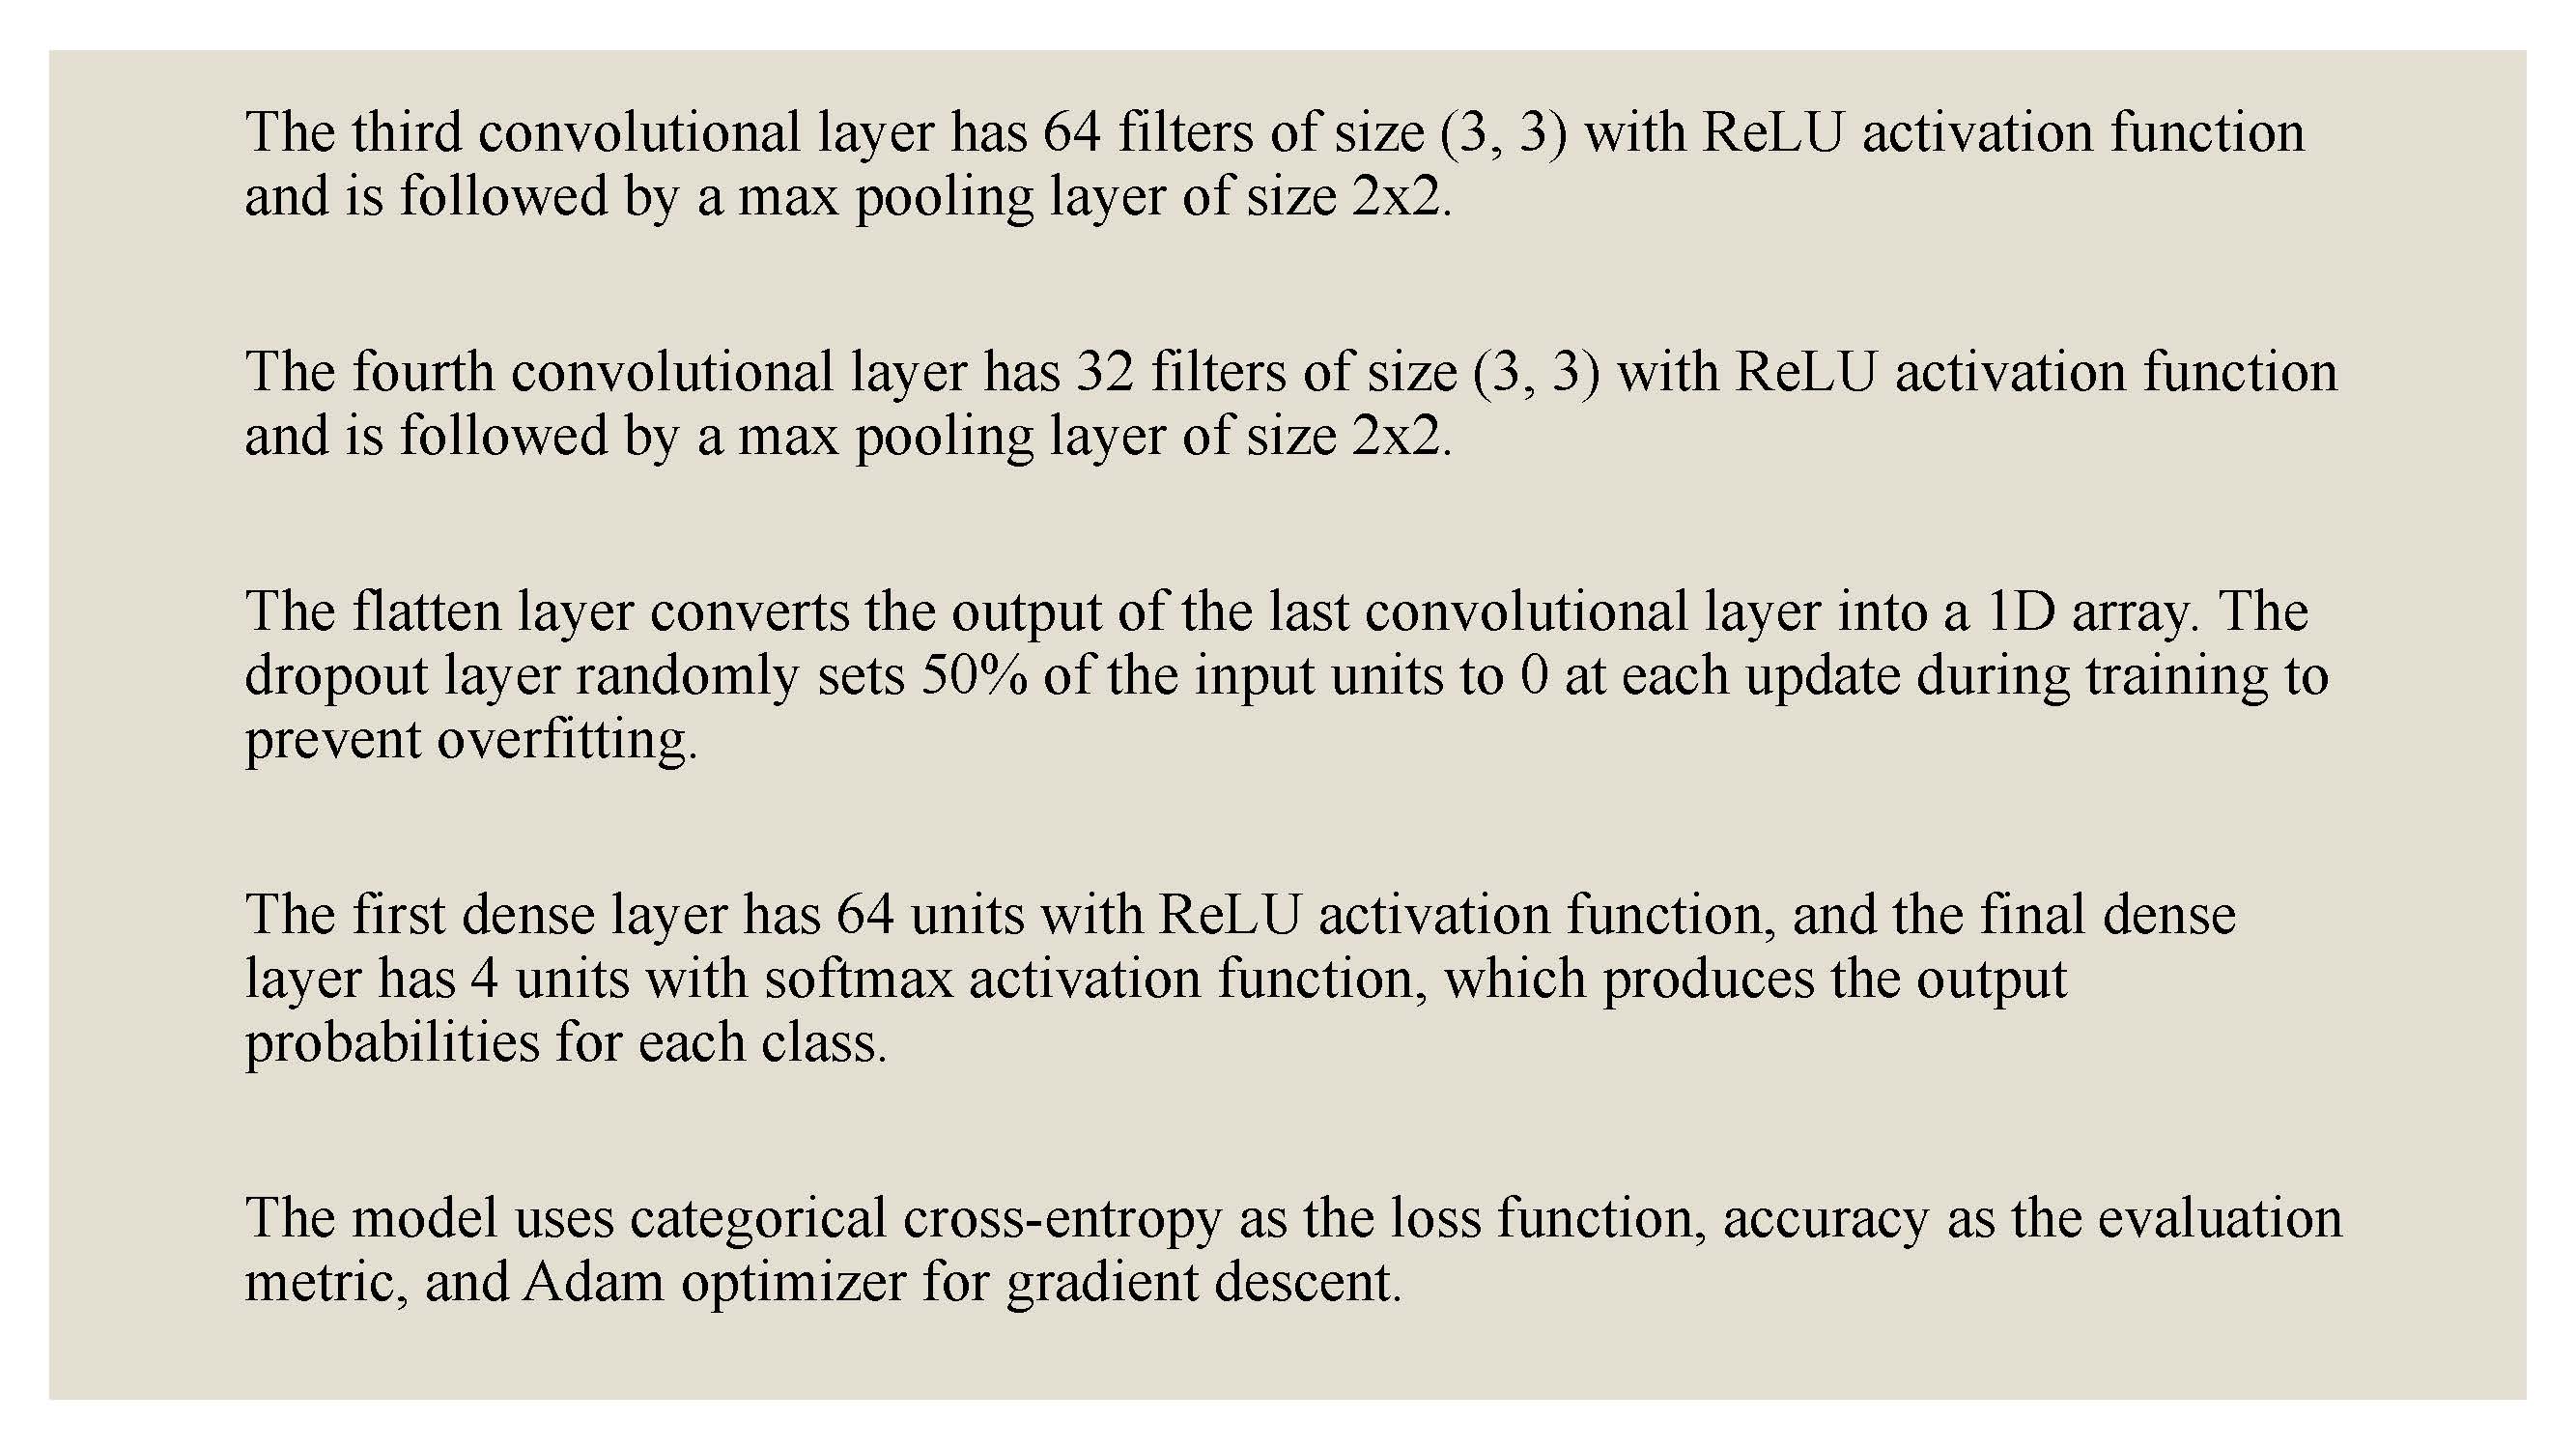 The third convolutional layer has 64 filters of size (3, 3) with ReLU activation function
and is followed by a max pooling layer of size 2x2.
The fourth convolutional layer has 32 filters of size (3, 3) with ReLU activation function
and is followed by a max pooling layer of size 2x2.
The flatten layer converts the output of the last convolutional layer into a 1D array. The
dropout layer randomly sets 50% of the input units to 0 at each update during training to
prevent overfitting.
The first dense layer has 64 units with ReLU activation function, and the final dense
layer has 4 units with softmax activation function, which produces the output
probabilities for each class.
The model uses categorical cross-entropy as the loss function, accuracy as the evaluation
metric, and Adam optimizer for gradient descent.